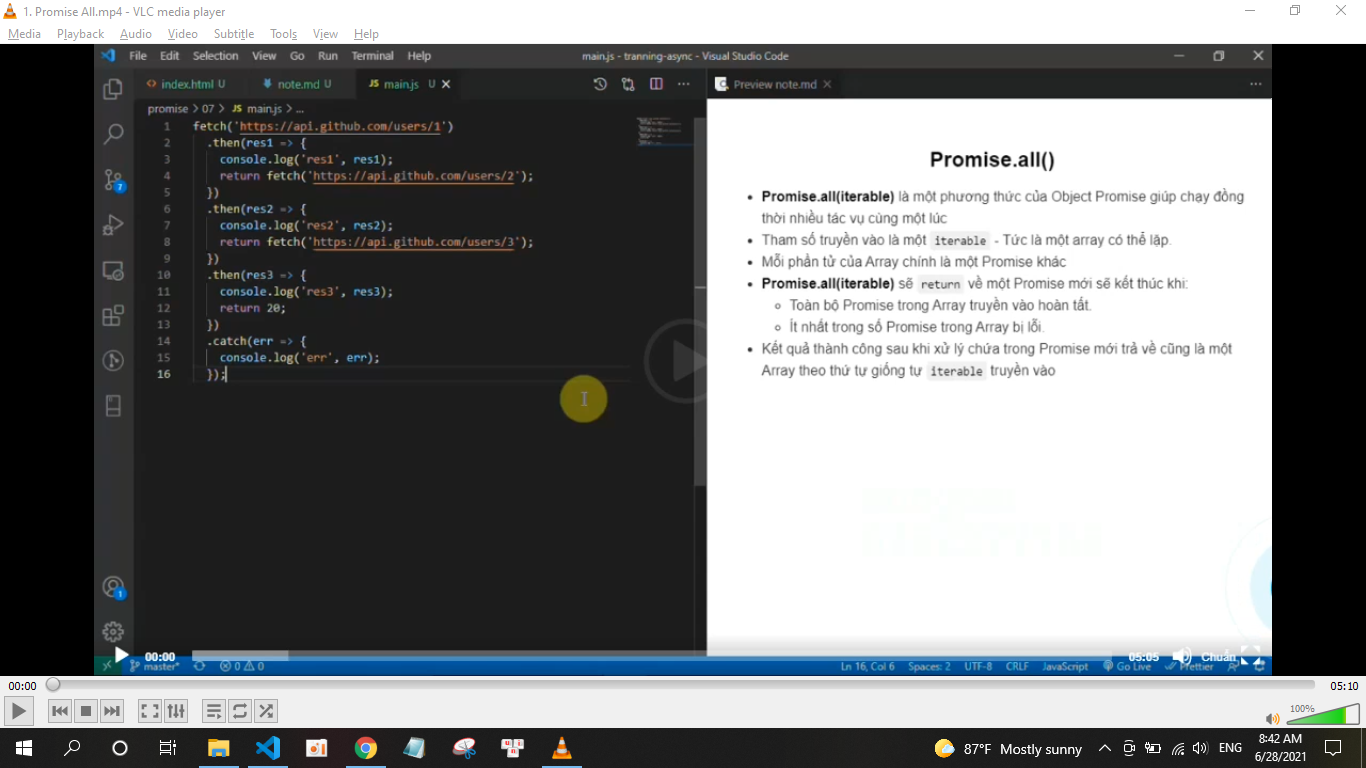 1. Promise All.mp4 - VLC media player
Media Playback Audio Video Subtitle Tools View Help
File Edit Selection View Go Run Terminal Help
main.js - tranning-async - Visual Studio Code
index.html U note.md U JS main.js U
Preview note.md
promise > 07 > JS main.js > ...
1 fetch('https://api.github.com/users/1')
2 .then(res1 => {
3 console.log('res1', res1);
4 return fetch('https://api.github.com/users/2');
5 })
6 .then(res2 => {
7 console.log('res2', res2);
8 return fetch('https://api.github.com/users/3');
9 })
10 .then(res3 => {
11 console.log('res3', res3);
12 return 20;
13 })
14 .catch(err => {
15 console.log('err', err);
16 });
7
1
Promise.all()
• Promise.all(iterable) là một phương thức của Object Promise giúp chạy đồng
thời nhiều tác vụ cùng một lúc
• Tham số truyền vào là một iterable - Tức là một array có thể lặp.
• Mỗi phần tử của Array chính là một Promise khác
• Promise.all(iterable) sẽ return về một Promise mới sẽ kết thúc khi:
◦ Toàn bộ Promise trong Array truyền vào hoàn tất.
◦ Ít nhất trong số Promise trong Array bị lỗi.
• Kết quả thành công sau khi xử lý chứa trong Promise mới trả về cũng là một
Array theo thứ tự giống tự iterable truyền vào
00:00
05:05 Chuẩn
master* 0 0
Ln 16, Col 6 Spaces: 2 UTF-8 CRLF JavaScript Go Live Prettier
00:00
05:10
100%
87°F Mostly sunny
ENG
8:42 AM
6/28/2021